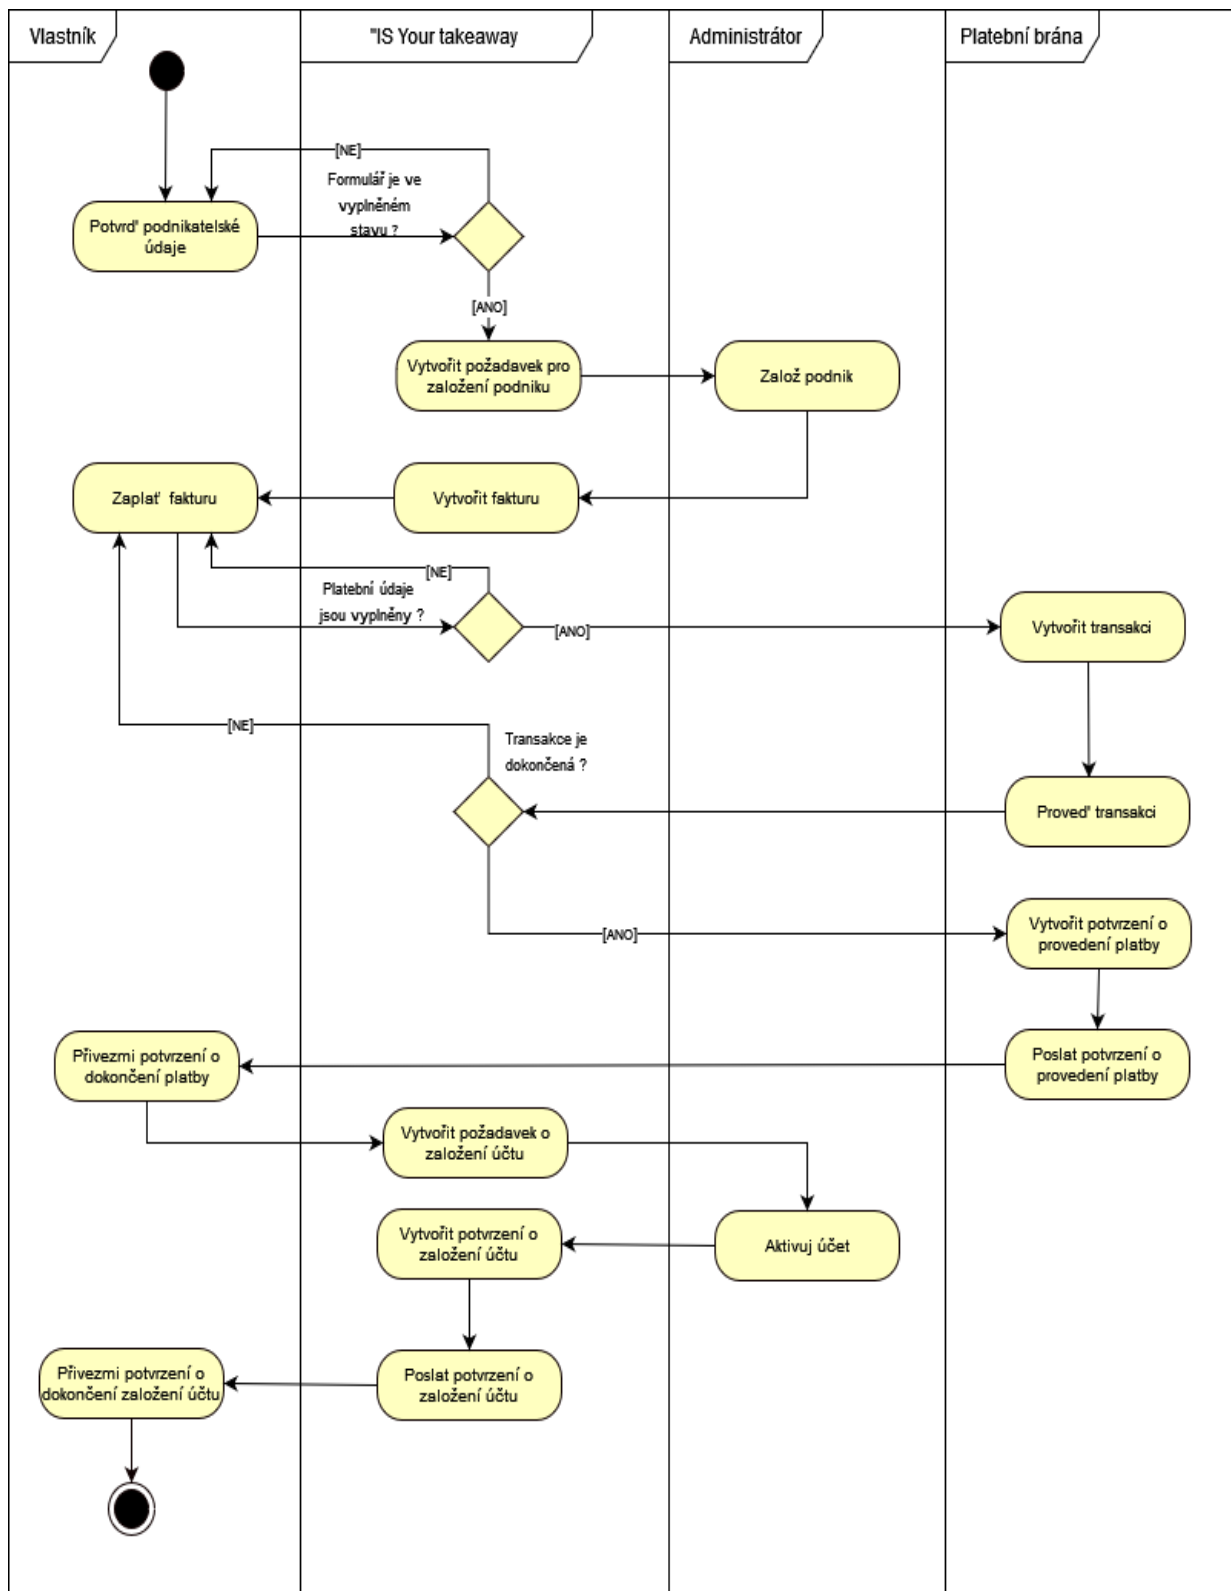 Vlastník
"IS Your takeaway
Administrátor
Platební brána
[NE]
Formulář je ve
vyplněném
stavu ?
Potvrď podnikatelské
údaje
[ANO]
Vytvořit požadavek pro
založení podniku
Založ podnik
Zaplať fakturu
Vytvořit fakturu
[NE]
Platební údaje
jsou vyplněny ?
[ANO]
Vytvořit transakci
[NE]
Transakce je
dokončená ?
Proveď transakci
[ANO]
Vytvořit potvrzení o
provedení platby
Přivezmi potvrzení o
dokončení platby
Poslat potvrzení o
provedení platby
Vytvořit požadavek o
založení účtu
Vytvořit potvrzení o
založení účtu
Aktivuj účet
Přivezmi potvrzení o
dokončení založení účtu
Poslat potvrzení o
založení účtu